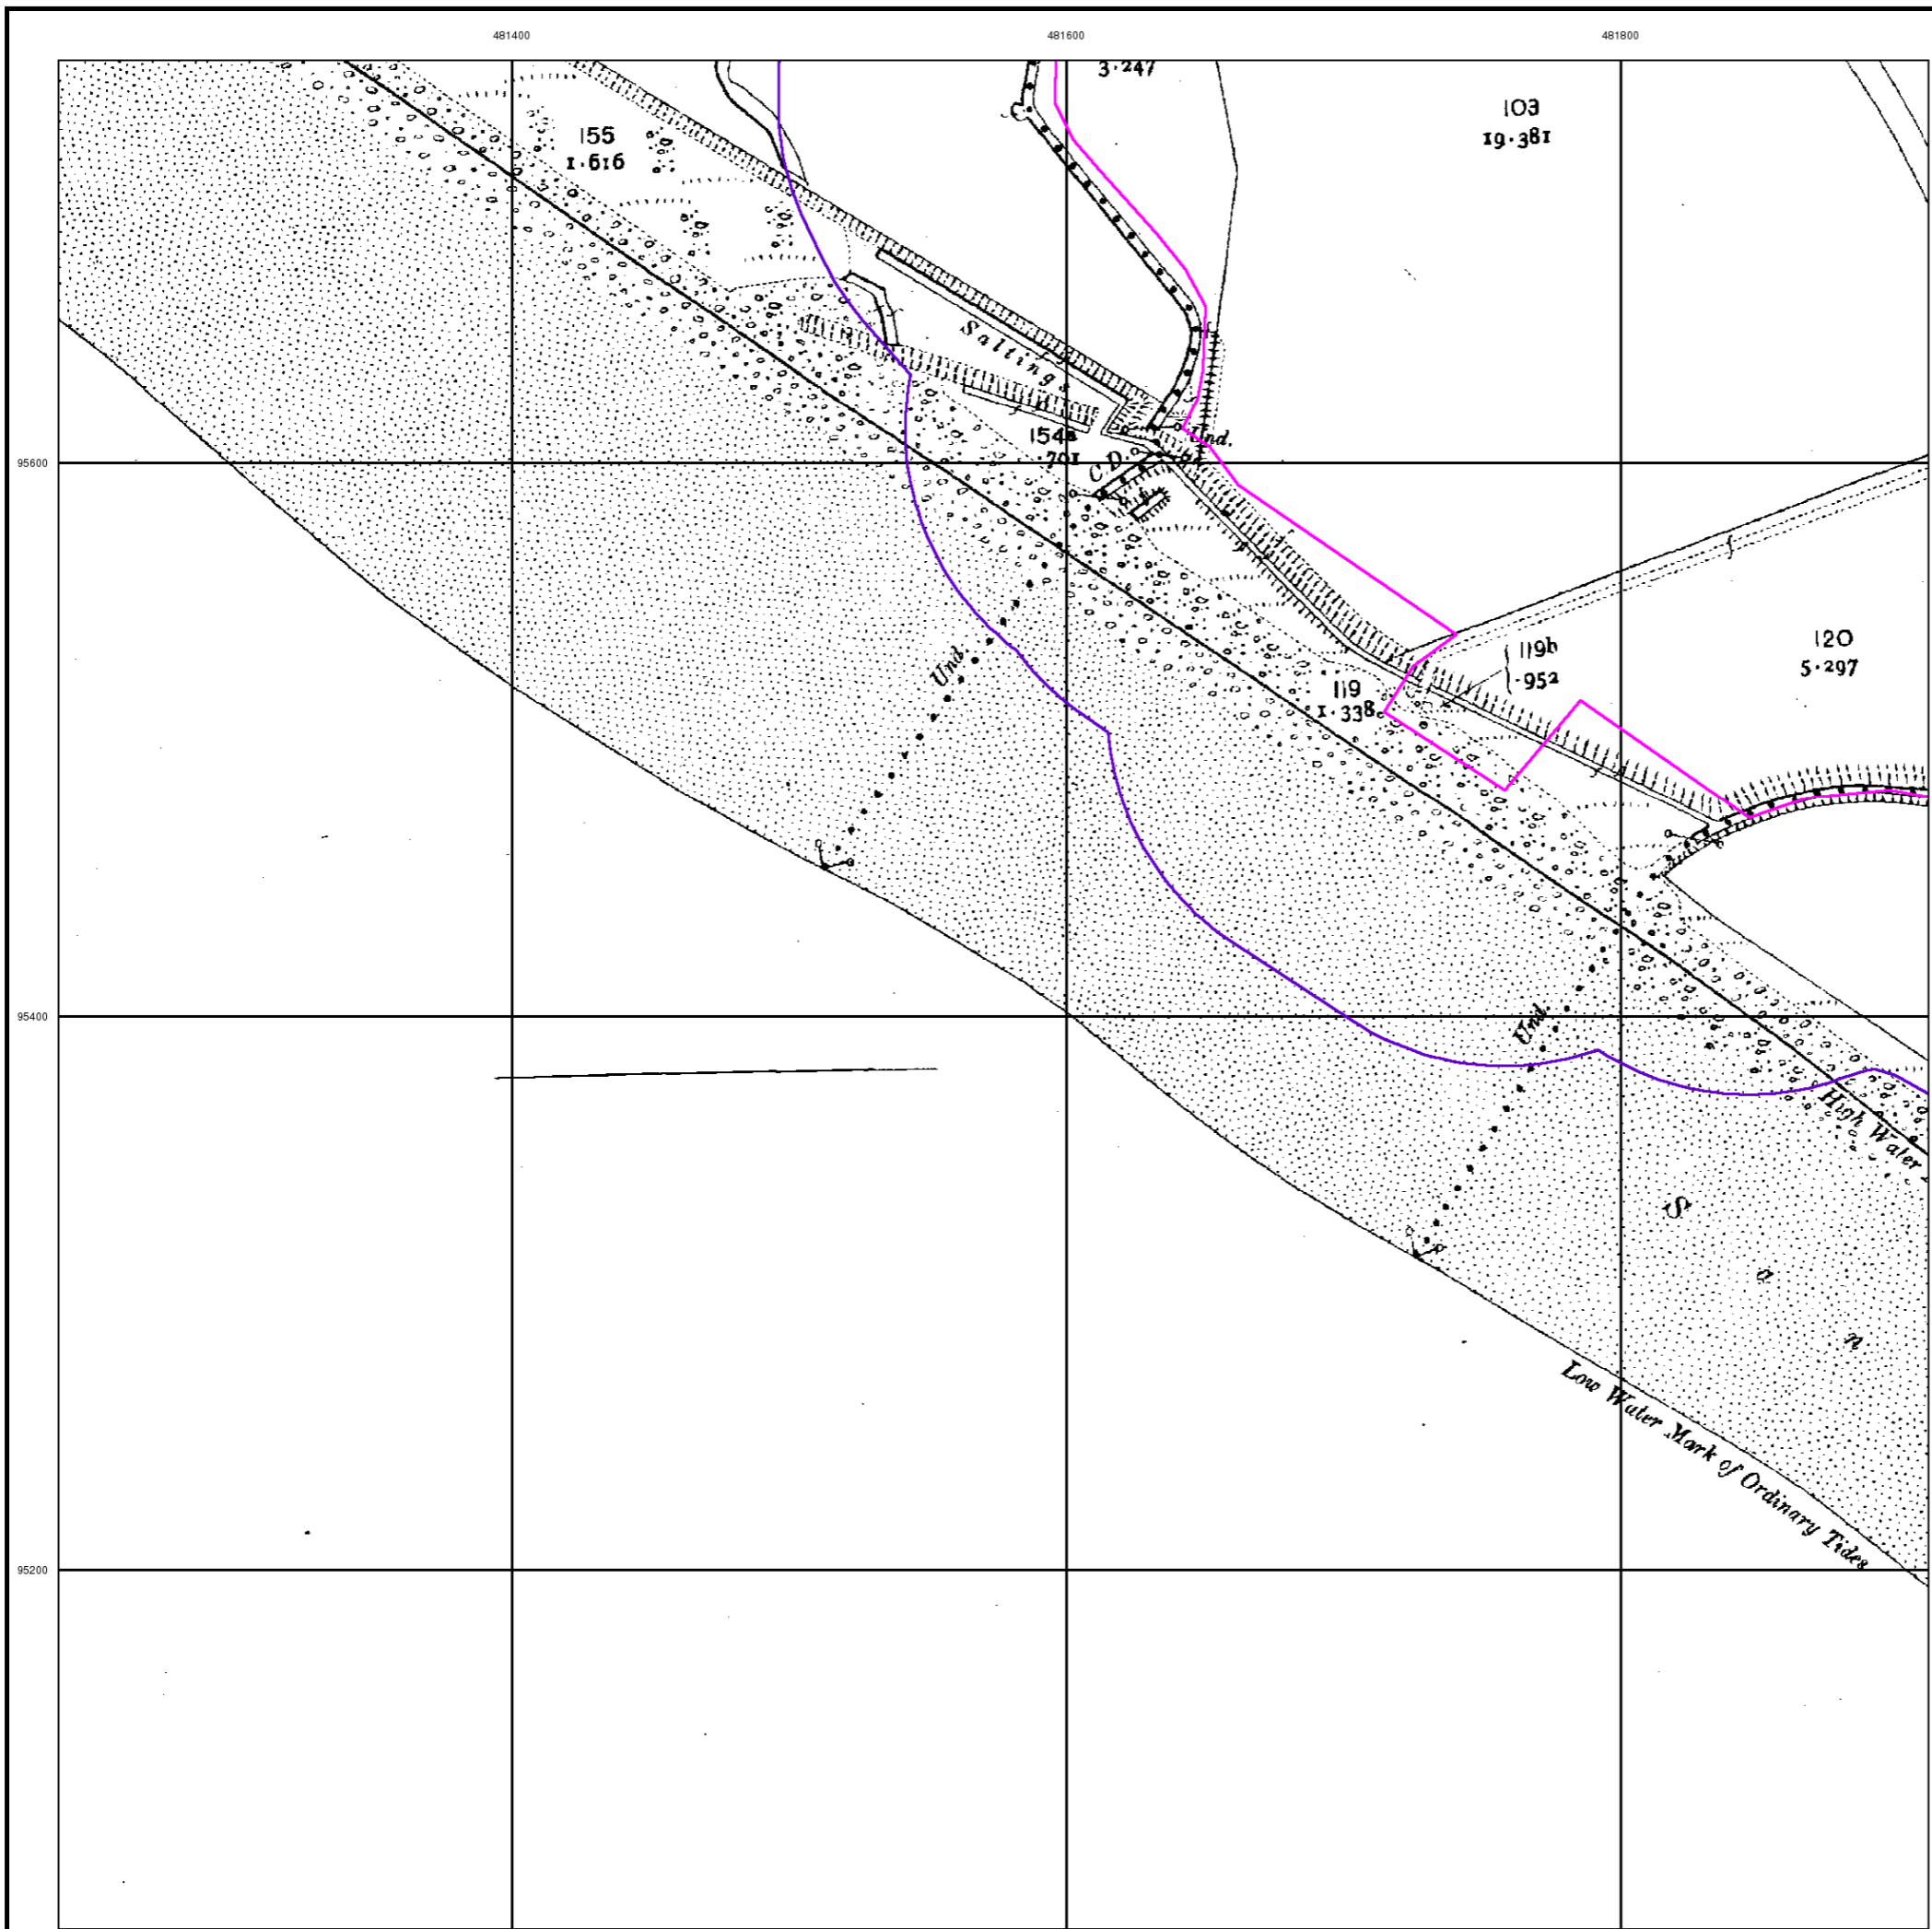 481400
481600
481800
3·247
103
19·381
155
1·616
Saltings
154a
·701
Und.
C.D.
95600
119b
·952
120
5·297
119
1·338
Und.
Und.
95400
High Water
S
a
n
Low Water Mark of Ordinary Tides
95200